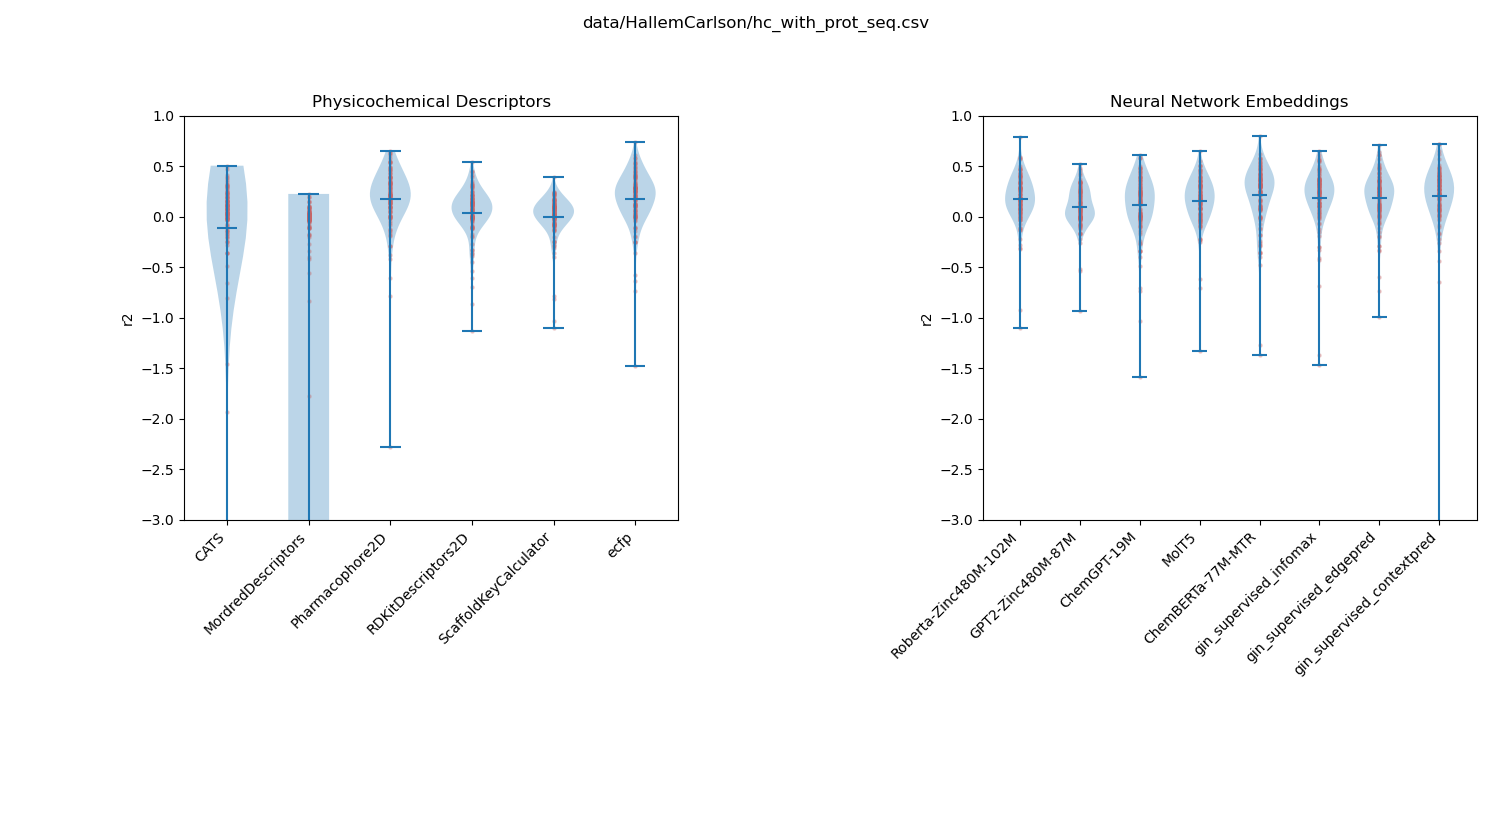 data/HallemCarlson/hc_with_prot_seq.csv
Physicochemical Descriptors
1.0
0.5
0.0
−0.5
−1.0
−1.5
−2.0
−2.5
−3.0
r2
CATS
MordredDescriptors
Pharmacophore2D
RDKitDescriptors2D
ScaffoldKeyCalculator
ecfp
Neural Network Embeddings
1.0
0.5
0.0
−0.5
−1.0
−1.5
−2.0
−2.5
−3.0
r2
Roberta-Zinc480M-102M
GPT2-Zinc480M-87M
ChemGPT-19M
MolT5
ChemBERTa-77M-MTR
gin_supervised_infomax
gin_supervised_edgepred
gin_supervised_contextpred